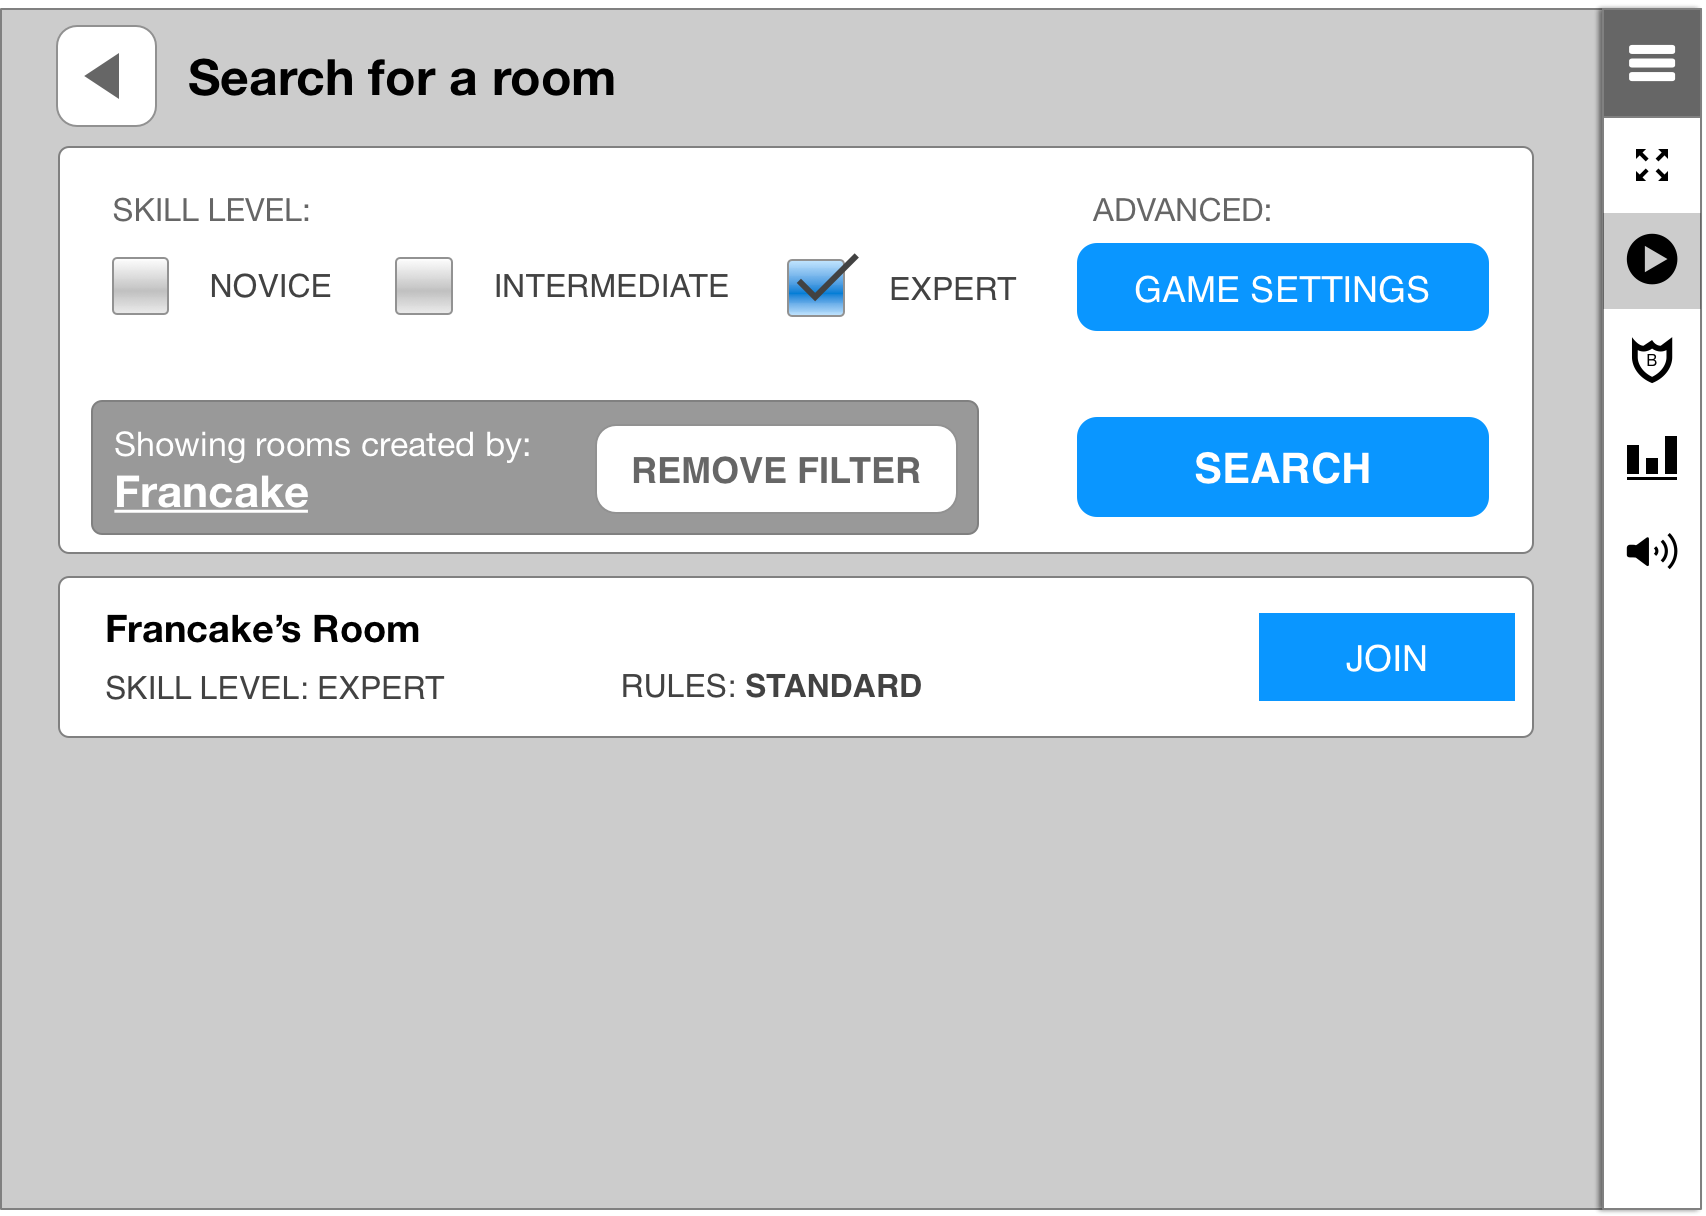 Search for a room
SKILL LEVEL:
ADVANCED:
NOVICE
INTERMEDIATE
EXPERT
GAME SETTINGS
Showing rooms created by:
Francake
REMOVE FILTER
SEARCH
Francake’s Room
SKILL LEVEL: EXPERT
RULES: STANDARD
JOIN
B